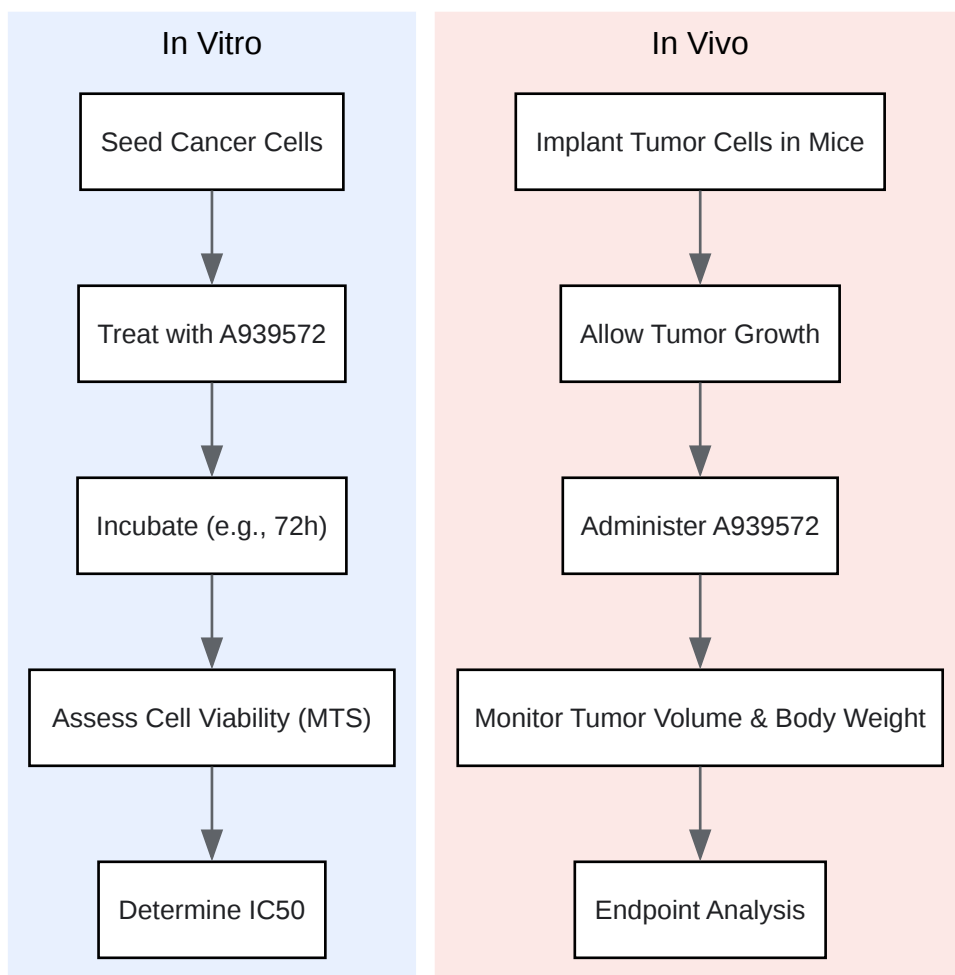 In Vitro
Seed Cancer Cells
Treat with A939572
Incubate (e.g., 72h)
Assess Cell Viability (MTS)
Determine IC50
In Vivo
Implant Tumor Cells in Mice
Allow Tumor Growth
Administer A939572
Monitor Tumor Volume & Body Weight
Endpoint Analysis